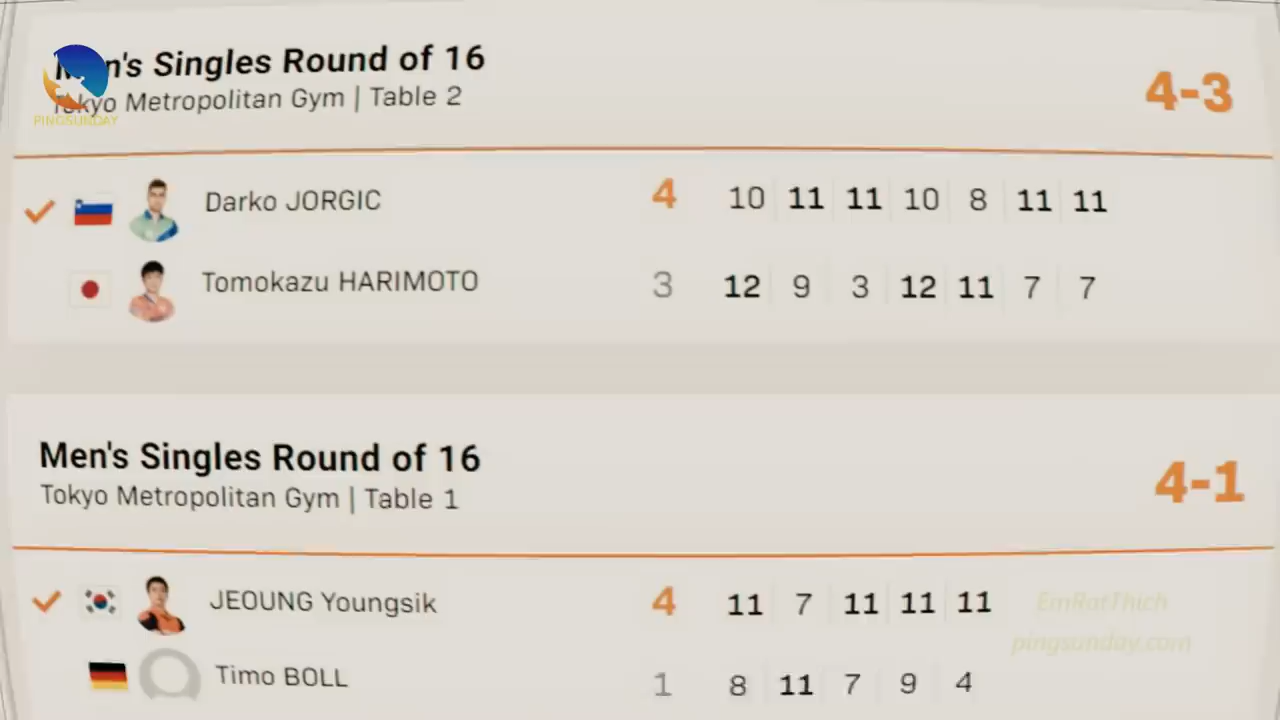 Men's Singles Round of 16
Tokyo Metropolitan Gym | Table 2
4-3
PINGSUNDAY
Darko JORGIC 4 10 11 11 10 8 11 11
Tomokazu HARIMOTO 3 12 9 3 12 11 7 7
Men's Singles Round of 16
Tokyo Metropolitan Gym | Table 1
4-1
JEOUNG Youngsik 4 11 7 11 11 11
Timo BOLL 1 8 11 7 9 4
EmRatThich
pingsunday.com